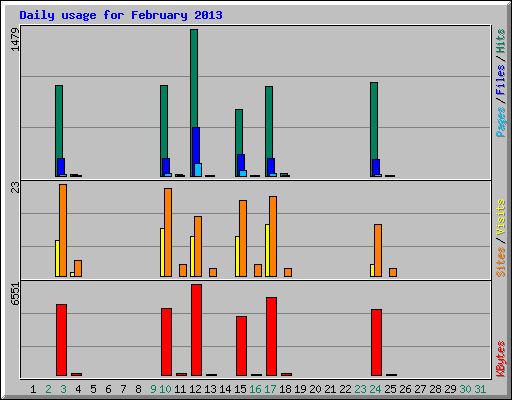 Daily usage for February 2013
1479
Pages / Files / Hits
23
Sites / Visits
6551
KBytes
1 2 3 4 5 6 7 8 9 10 11 12 13 14 15 16 17 18 19 20 21 22 23 24 25 26 27 28 29 30 31